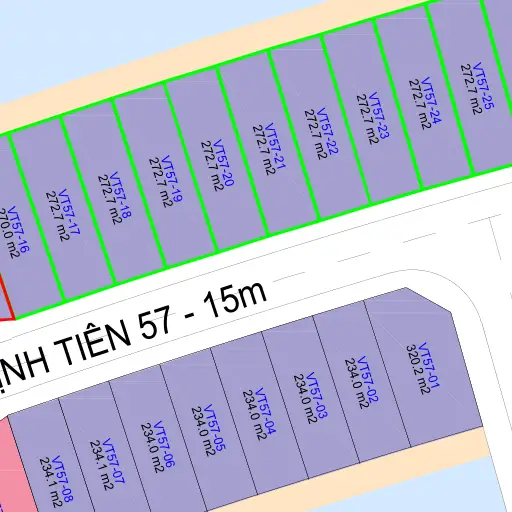 VT57-16
270.0 m2
VT57-17
272.7 m2
VT57-18
272.7 m2
VT57-19
272.7 m2
VT57-20
272.7 m2
VT57-21
272.7 m2
VT57-22
272.7 m2
VT57-23
272.7 m2
VT57-24
272.7 m2
VT57-25
272.7 m2
ỊNH TIÊN 57 - 15m
VT57-08
234.1 m2
VT57-07
234.1 m2
VT57-06
234.0 m2
VT57-05
234.0 m2
VT57-04
234.0 m2
VT57-03
234.0 m2
VT57-02
234.0 m2
VT57-01
320.2 m2